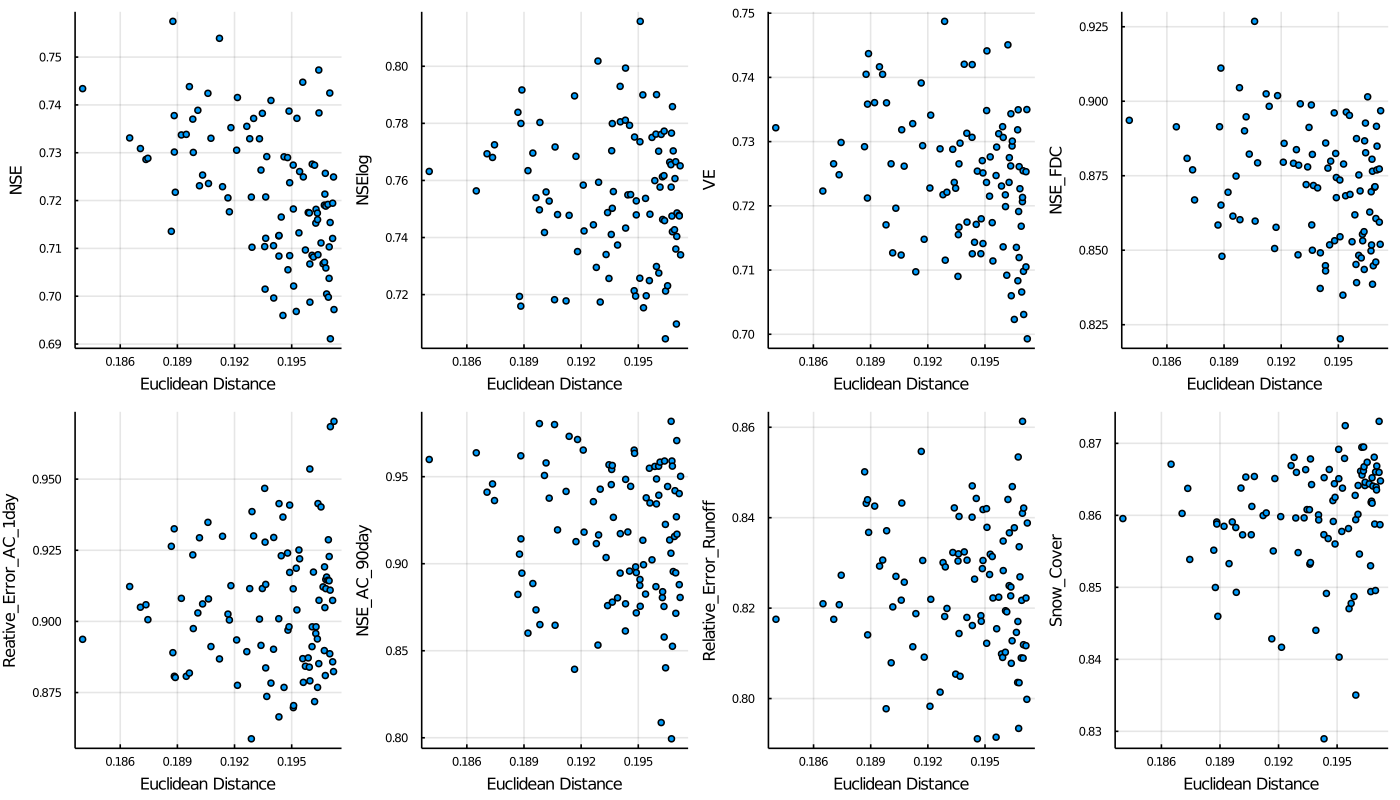 NSE
0.75
0.74
0.73
0.72
0.71
0.70
0.69
0.186 0.189 0.192 0.195
Euclidean Distance
NSElog
0.80
0.78
0.76
0.74
0.72
0.186 0.189 0.192 0.195
Euclidean Distance
VE
0.75
0.74
0.73
0.72
0.71
0.70
0.186 0.189 0.192 0.195
Euclidean Distance
NSE_FDC
0.925
0.900
0.875
0.850
0.825
0.186 0.189 0.192 0.195
Euclidean Distance
Reative_Error_AC_1day
0.950
0.925
0.900
0.875
0.186 0.189 0.192 0.195
Euclidean Distance
NSE_AC_90day
0.95
0.90
0.85
0.80
0.186 0.189 0.192 0.195
Euclidean Distance
Relative_Error_Runoff
0.86
0.84
0.82
0.80
0.186 0.189 0.192 0.195
Euclidean Distance
Snow_Cover
0.87
0.86
0.85
0.84
0.83
0.186 0.189 0.192 0.195
Euclidean Distance